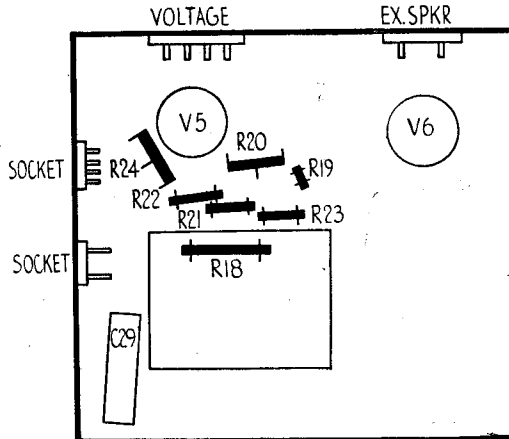 VOLTAGE
EX.SPKR
V5
V6
R20
R19
SOCKET
R24
R22
R21
R23
SOCKET
R18
C29